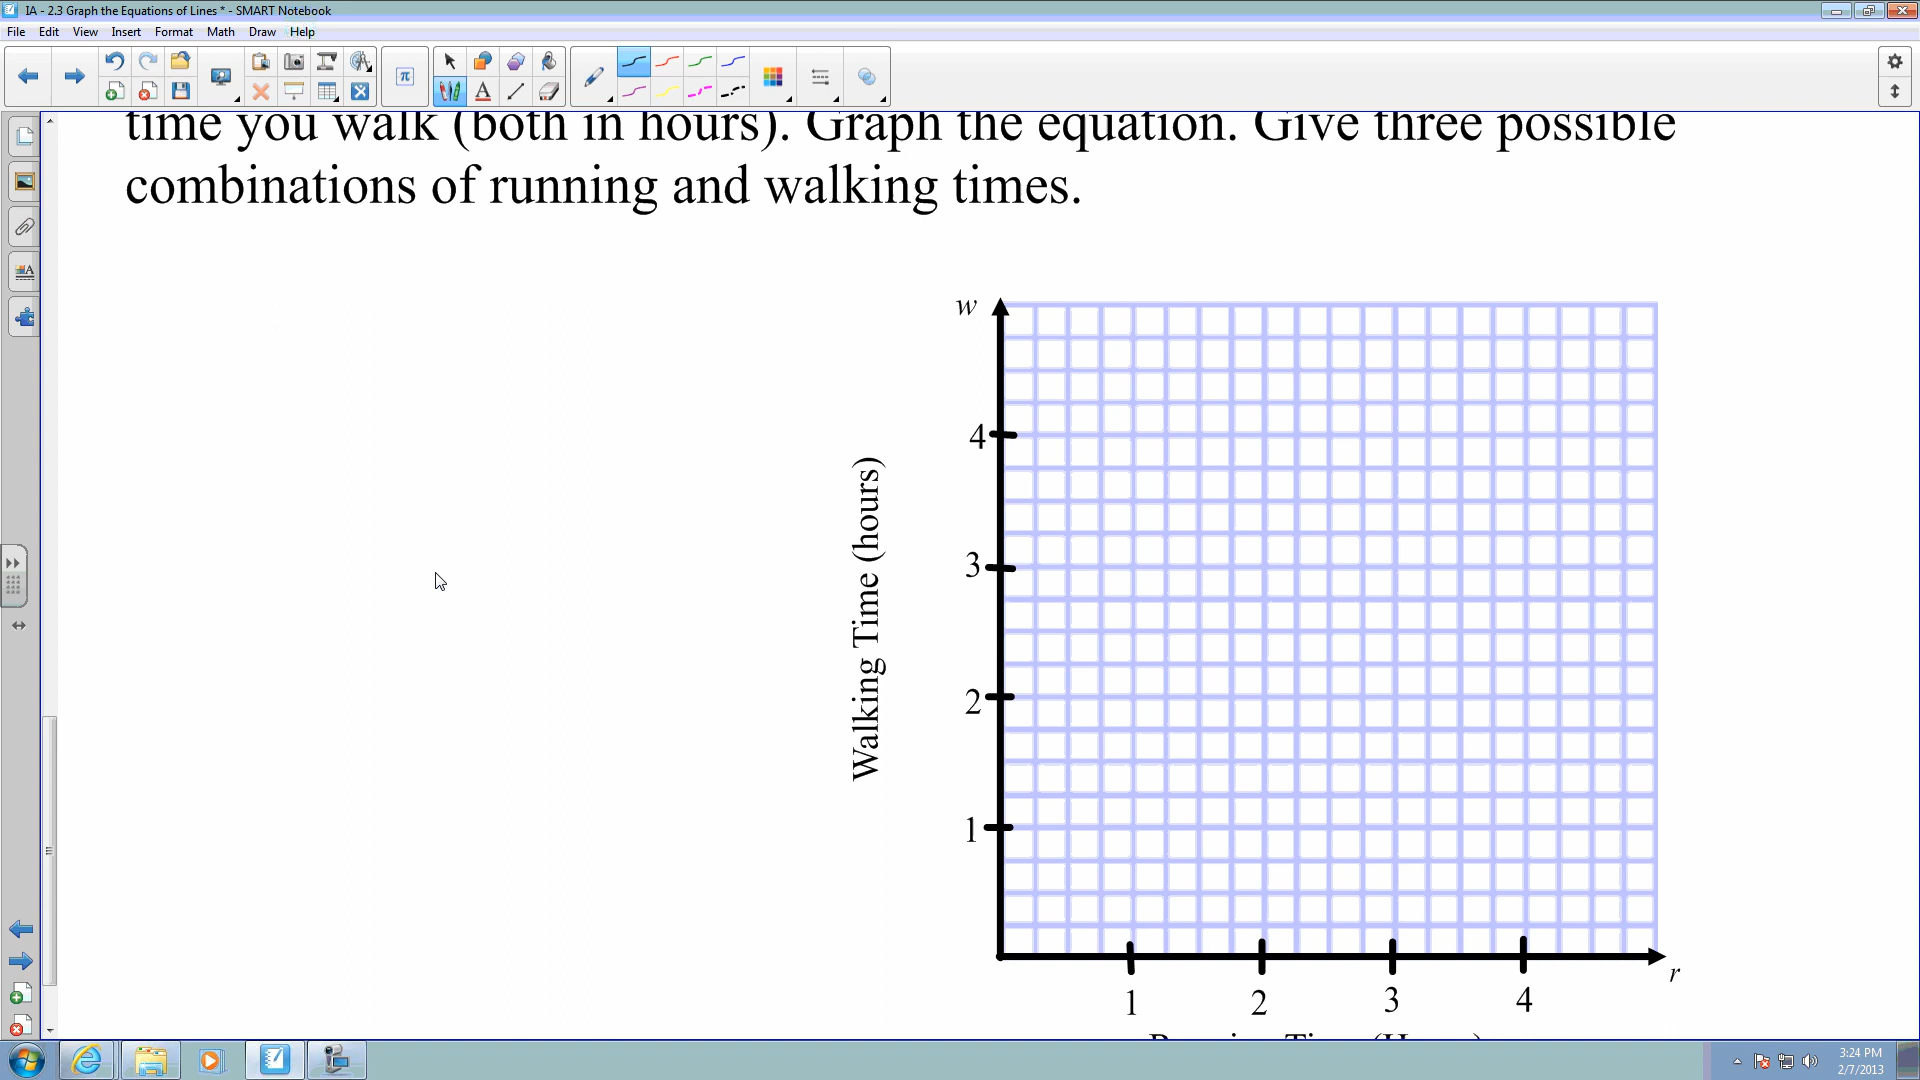 IA - 2.3 Graph the Equations of Lines * - SMART Notebook
File Edit View Insert Format Math Draw Help
π
A
A
time you walk (both in hours). Graph the equation. Give three possible
combinations of running and walking times.
w
4
3
2
1
Walking Time (hours)
r
1 2 3 4
3:24 PM
2/7/2013